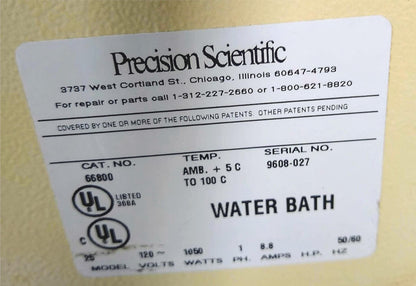 Precision Scientific
3737 West Cortland St., Chicago, Illinois 60647-4793
For repair or parts call 1-312-227-2660 or 1-800-621-8820
COVERED BY ONE OR MORE OF THE FOLLOWING PATENTS. OTHER PATENTS PENDING
CAT. NO. TEMP. SERIAL NO.
66800 AMB. + 5 C 9608-027
TO 100 C
UL LISTED
368A
WATER BATH
C UL
25 120~ 1050 1 8.8 50/60
MODEL VOLTS WATTS PH. AMPS H.P. HZ